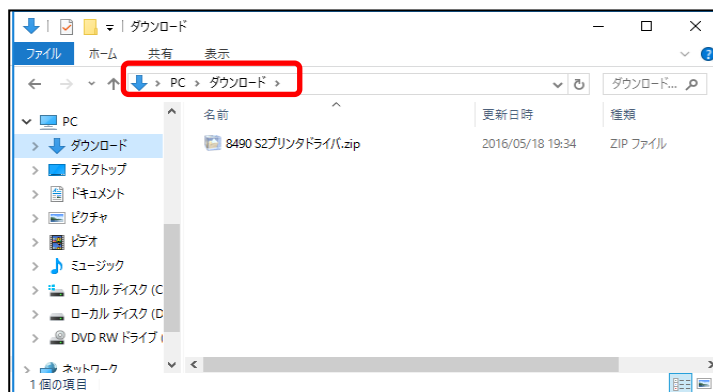 ダウンロード
ファイル ホーム 共有 表示
PC › ダウンロード › ダウンロード...
名前 更新日時 種類
8490 S2プリンタドライバ.zip 2016/05/18 19:34 ZIP ファイル
PC
ダウンロード
デスクトップ
ドキュメント
ピクチャ
ビデオ
ミュージック
ローカル ディスク (C
ローカル ディスク (D
DVD RW ドライブ (
ネットワーク
1 個の項目